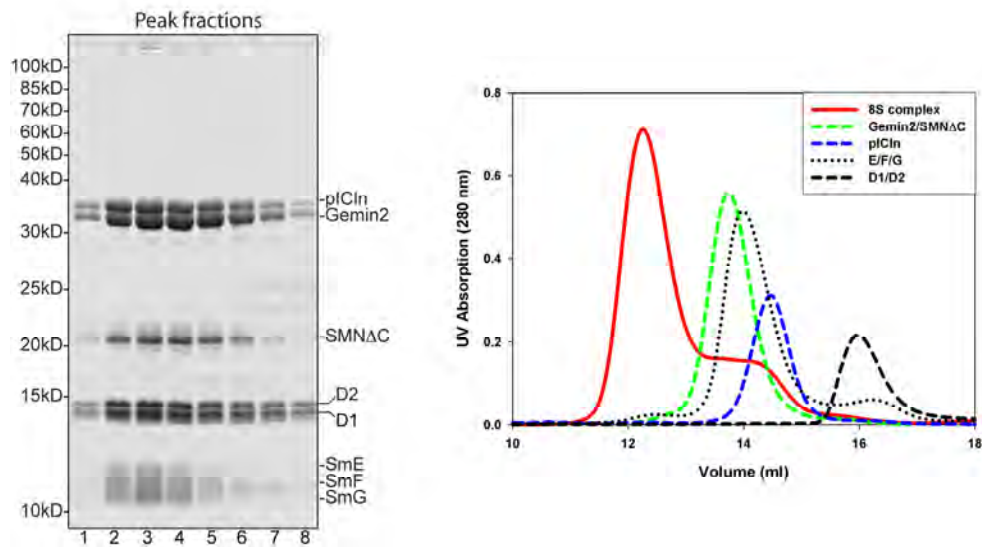 Peak fractions
100kD
85kD
70kD
60kD
50kD
40kD
30kD
25kD
20kD
15kD
10kD
pICln
Gemin2
SMNΔC
D2
D1
SmE
SmF
SmG
1 2 3 4 5 6 7 8
0.8
0.6
0.4
0.2
0.0
UV Absorption (280 nm)
8S complex
Gemin2/SMNΔC
pICln
E/F/G
D1/D2
10 12 14 16 18
Volume (ml)